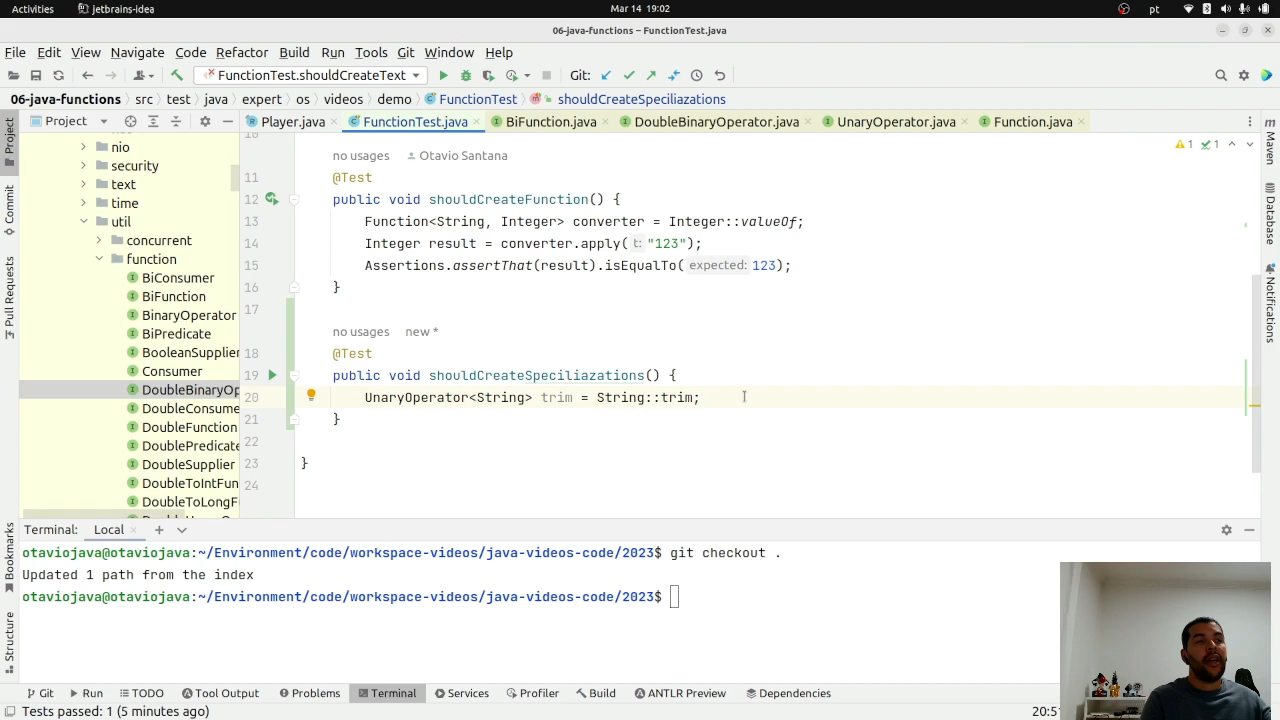 Activities jetbrains-idea Mar 14 19:02 pt
06-java-functions – FunctionTest.java
File Edit View Navigate Code Refactor Build Run Tools Git Window Help
FunctionTest.shouldCreateText Git:
06-java-functions src test java expert os videos demo FunctionTest shouldCreateSpeciliazations
Project Player.java FunctionTest.java BiFunction.java DoubleBinaryOperator.java UnaryOperator.java Function.java
Project
Commit
Pull Requests
Bookmarks
Structure
nio
security
text
time
util
concurrent
function
BiConsumer
BiFunction
BinaryOperator
BiPredicate
BooleanSupplier
Consumer
DoubleBinaryOp
DoubleConsume
DoubleFunction
DoublePredicate
DoubleSupplier
DoubleToIntFun
DoubleToLongF
10
no usages Otavio Santana
11 @Test
12 public void shouldCreateFunction() {
13 Function<String, Integer> converter = Integer::valueOf;
14 Integer result = converter.apply( t: "123");
15 Assertions.assertThat(result).isEqualTo( expected: 123);
16 }
17
no usages new *
18 @Test
19 public void shouldCreateSpeciliazations() {
20 UnaryOperator<String> trim = String::trim;
21 }
22
23 }
24
1 1
m Maven
Database
Notifications
Terminal: Local
otaviojava@otaviojava:~/Environment/code/workspace-videos/java-videos-code/2023$ git checkout .
Updated 1 path from the index
otaviojava@otaviojava:~/Environment/code/workspace-videos/java-videos-code/2023$
Git Run TODO Tool Output Problems Terminal Services Profiler Build ANTLR Preview Dependencies
Tests passed: 1 (5 minutes ago) 20:51